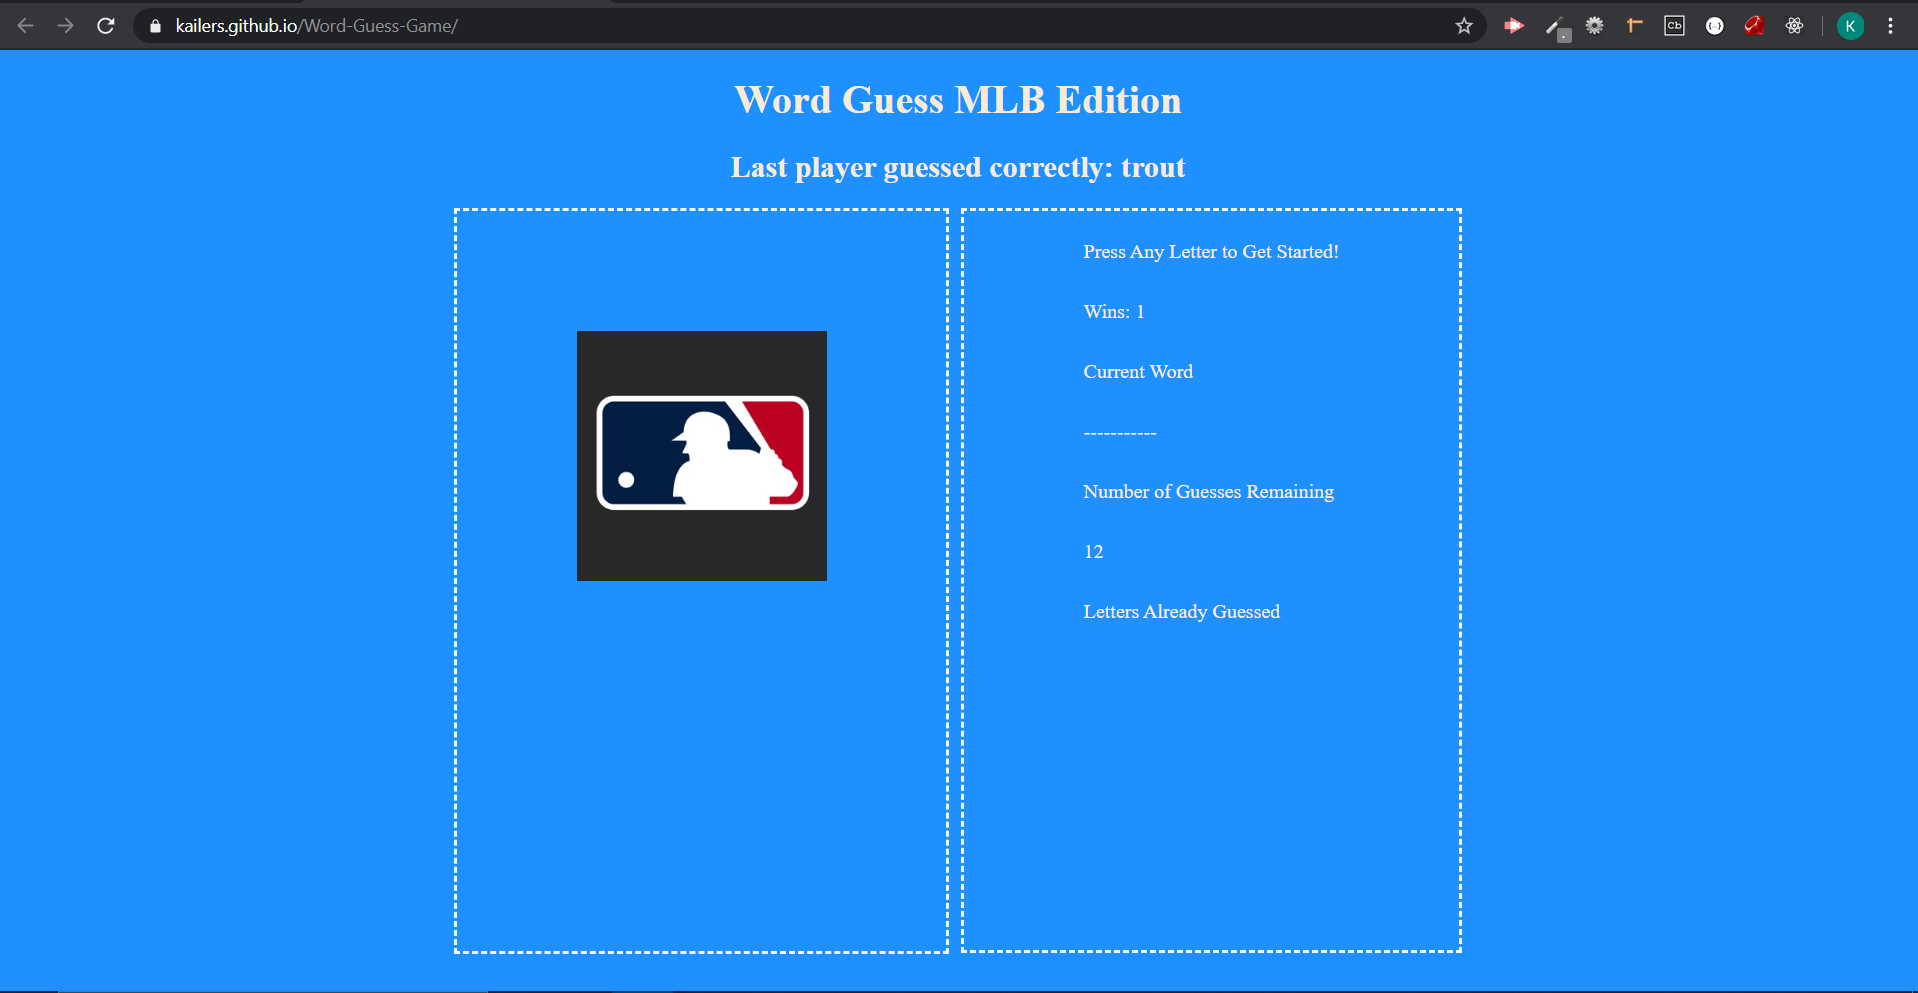 kailers.github.io/Word-Guess-Game/
Cb
K
Word Guess MLB Edition
Last player guessed correctly: trout
Press Any Letter to Get Started!
Wins: 1
Current Word
-----------
Number of Guesses Remaining
12
Letters Already Guessed